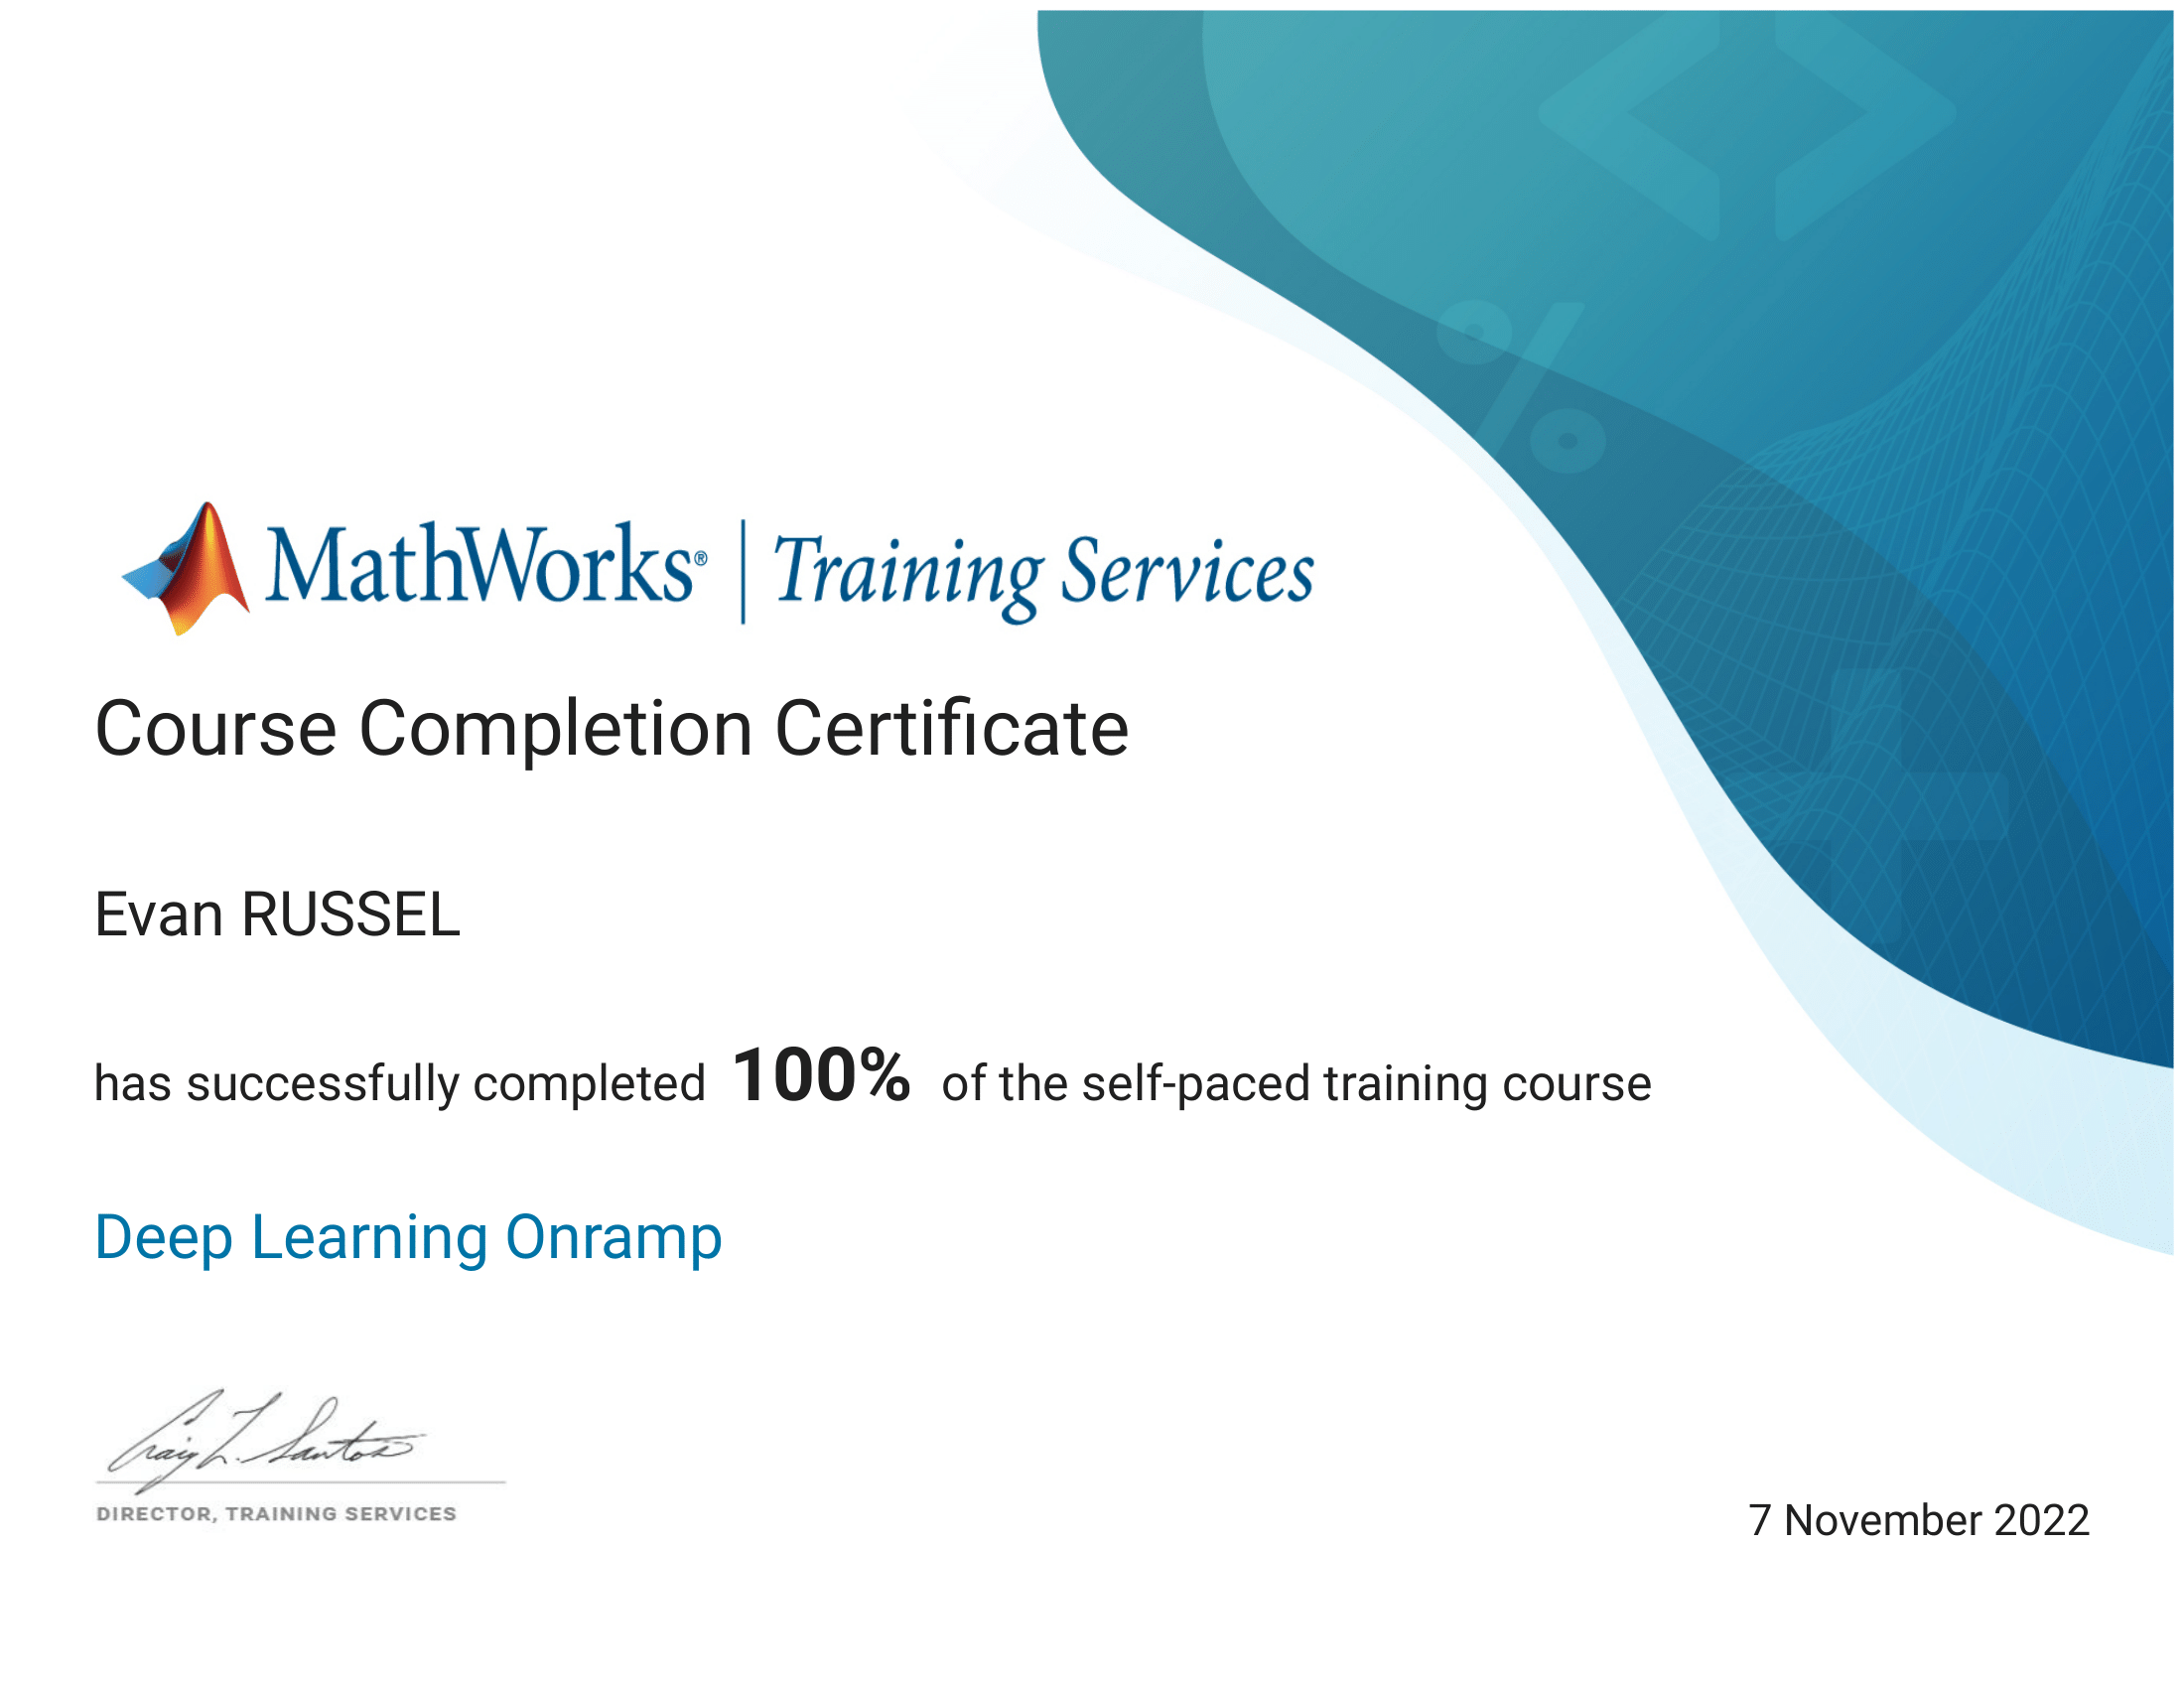 MathWorks® | Training Services
Course Completion Certificate
Evan RUSSEL
has successfully completed 100% of the self-paced training course
Deep Learning Onramp
Craig L. Santos
DIRECTOR, TRAINING SERVICES
7 November 2022